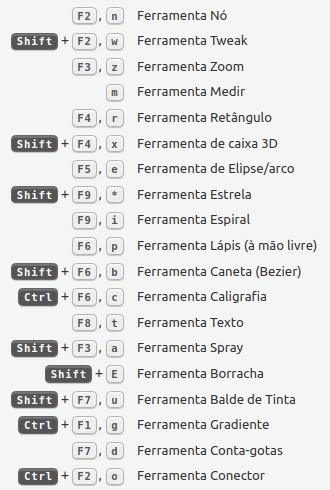 F2, n Ferramenta Nó
Shift + F2, w Ferramenta Tweak
F3, z Ferramenta Zoom
m Ferramenta Medir
F4, r Ferramenta Retângulo
Shift + F4, x Ferramenta de caixa 3D
F5, e Ferramenta de Elipse/arco
Shift + F9, * Ferramenta Estrela
F9, i Ferramenta Espiral
F6, p Ferramenta Lápis (à mão livre)
Shift + F6, b Ferramenta Caneta (Bezier)
Ctrl + F6, c Ferramenta Caligrafia
F8, t Ferramenta Texto
Shift + F3, a Ferramenta Spray
Shift + E Ferramenta Borracha
Shift + F7, u Ferramenta Balde de Tinta
Ctrl + F1, g Ferramenta Gradiente
F7, d Ferramenta Conta-gotas
Ctrl + F2, o Ferramenta Conector